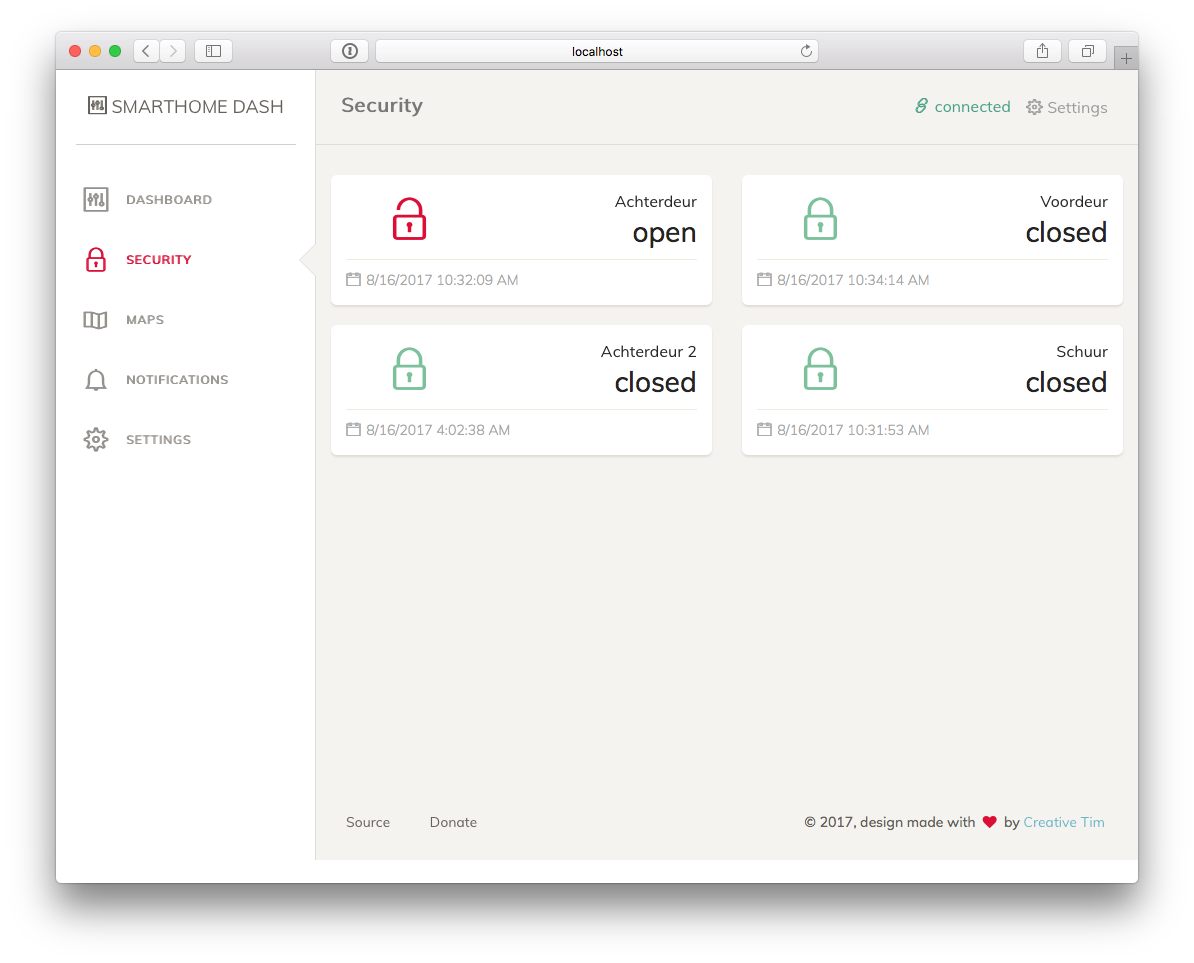 localhost
SMARTHOME DASH
DASHBOARD
SECURITY
MAPS
NOTIFICATIONS
SETTINGS
Security
connected Settings
Achterdeur
open
8/16/2017 10:32:09 AM
Voordeur
closed
8/16/2017 10:34:14 AM
Achterdeur 2
closed
8/16/2017 4:02:38 AM
Schuur
closed
8/16/2017 10:31:53 AM
Source Donate
© 2017, design made with ❤ by Creative Tim